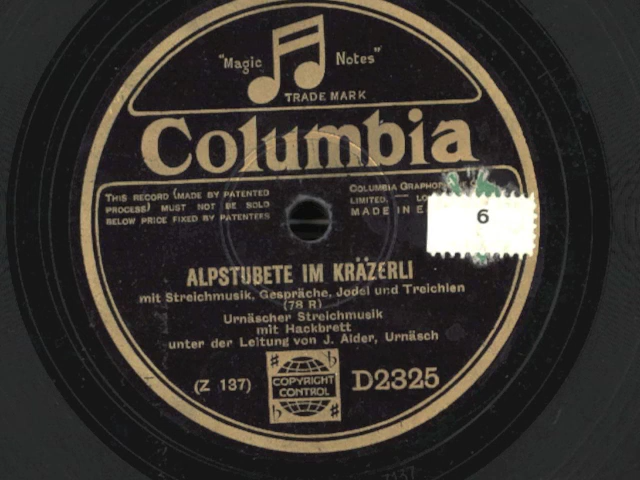 "Magic Notes"
TRADE MARK
Columbia
THIS RECORD (MADE BY PATENTED
PROCESS) MUST NOT BE SOLD
BELOW PRICE FIXED BY PATENTEES
COLUMBIA
LIMITED.
MADE IN
6
ALPSTUBETE IM KRÄZERLI
mit Streichmusik, Gespräche, Jodel und Treichlen
(78 R)
Urnäscher Streichmusik
mit Hackbrett
unter der Leitung von J. Alder, Urnäsch
(Z 137)
COPYRIGHT
CONTROL
D2325